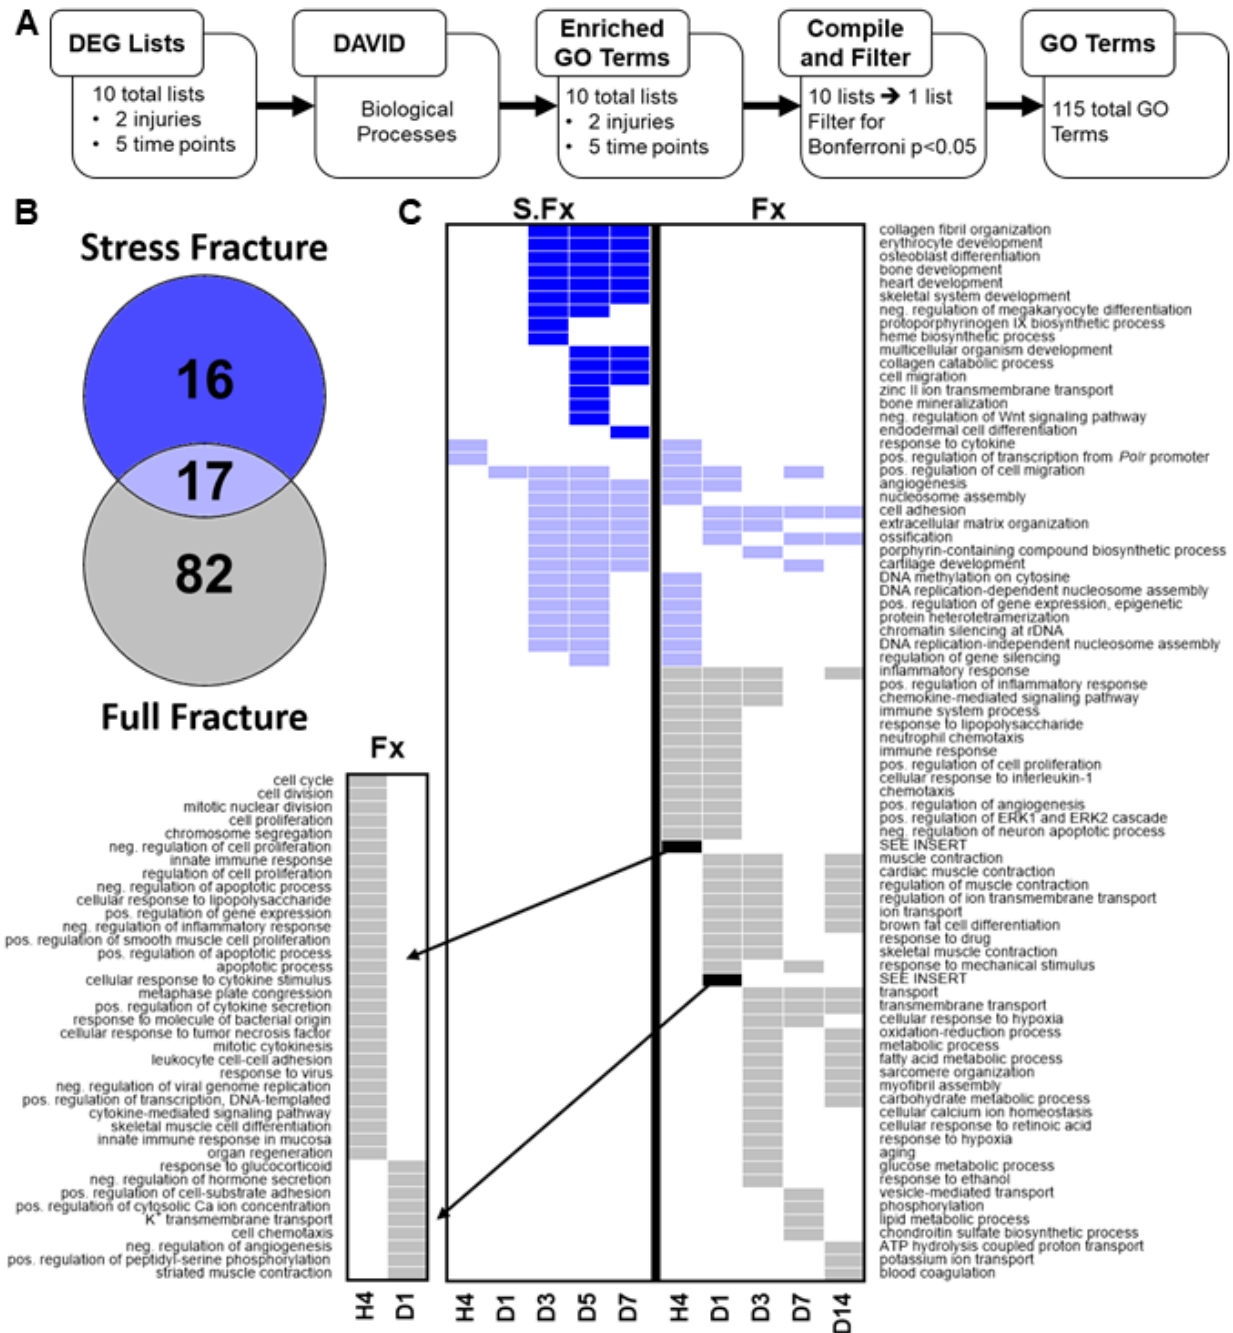 A
DEG Lists
10 total lists
• 2 injuries
• 5 time points
DAVID
Biological
Processes
Enriched
GO Terms
10 total lists
• 2 injuries
• 5 time points
Compile
and Filter
10 lists ➔ 1 list
Filter for
Bonferroni p<0.05
GO Terms
115 total GO
Terms
B
Stress Fracture
16
17
82
Full Fracture
C
S.Fx
Fx
collagen fibril organization
erythrocyte development
osteoblast differentiation
bone development
heart development
skeletal system development
neg. regulation of megakaryocyte differentiation
protoporphyrinogen IX biosynthetic process
heme biosynthetic process
multicellular organism development
collagen catabolic process
cell migration
zinc II ion transmembrane transport
bone mineralization
neg. regulation of Wnt signaling pathway
endodermal cell differentiation
response to cytokine
pos. regulation of transcription from Polr promoter
pos. regulation of cell migration
angiogenesis
nucleosome assembly
cell adhesion
extracellular matrix organization
ossification
porphyrin-containing compound biosynthetic process
cartilage development
DNA methylation on cytosine
DNA replication-dependent nucleosome assembly
pos. regulation of gene expression, epigenetic
protein heterotetramerization
chromatin silencing at rDNA
DNA replication-independent nucleosome assembly
regulation of gene silencing
inflammatory response
pos. regulation of inflammatory response
chemokine-mediated signaling pathway
immune system process
response to lipopolysaccharide
neutrophil chemotaxis
immune response
pos. regulation of cell proliferation
cellular response to interleukin-1
chemotaxis
pos. regulation of angiogenesis
pos. regulation of ERK1 and ERK2 cascade
neg. regulation of neuron apoptotic process
SEE INSERT
muscle contraction
cardiac muscle contraction
regulation of muscle contraction
regulation of ion transmembrane transport
ion transport
brown fat cell differentiation
response to drug
skeletal muscle contraction
response to mechanical stimulus
SEE INSERT
transport
transmembrane transport
cellular response to hypoxia
oxidation-reduction process
metabolic process
fatty acid metabolic process
sarcomere organization
myofibril assembly
carbohydrate metabolic process
cellular calcium ion homeostasis
cellular response to retinoic acid
response to hypoxia
aging
glucose metabolic process
response to ethanol
vesicle-mediated transport
phosphorylation
lipid metabolic process
chondroitin sulfate biosynthetic process
ATP hydrolysis coupled proton transport
potassium ion transport
blood coagulation
H4
D1
D3
D5
D7
H4
D1
D3
D7
D14
Fx
cell cycle
cell division
mitotic nuclear division
cell proliferation
chromosome segregation
neg. regulation of cell proliferation
innate immune response
regulation of cell proliferation
neg. regulation of apoptotic process
cellular response to lipopolysaccharide
pos. regulation of gene expression
neg. regulation of inflammatory response
pos. regulation of smooth muscle cell proliferation
pos. regulation of apoptotic process
apoptotic process
cellular response to cytokine stimulus
metaphase plate congression
pos. regulation of cytokine secretion
response to molecule of bacterial origin
cellular response to tumor necrosis factor
mitotic cytokinesis
leukocyte cell-cell adhesion
response to virus
neg. regulation of viral genome replication
pos. regulation of transcription, DNA-templated
cytokine-mediated signaling pathway
skeletal muscle cell differentiation
innate immune response in mucosa
organ regeneration
response to glucocorticoid
neg. regulation of hormone secretion
pos. regulation of cell-substrate adhesion
pos. regulation of cytosolic Ca ion concentration
K⁺ transmembrane transport
cell chemotaxis
neg. regulation of angiogenesis
pos. regulation of peptidyl-serine phosphorylation
striated muscle contraction
H4
D1